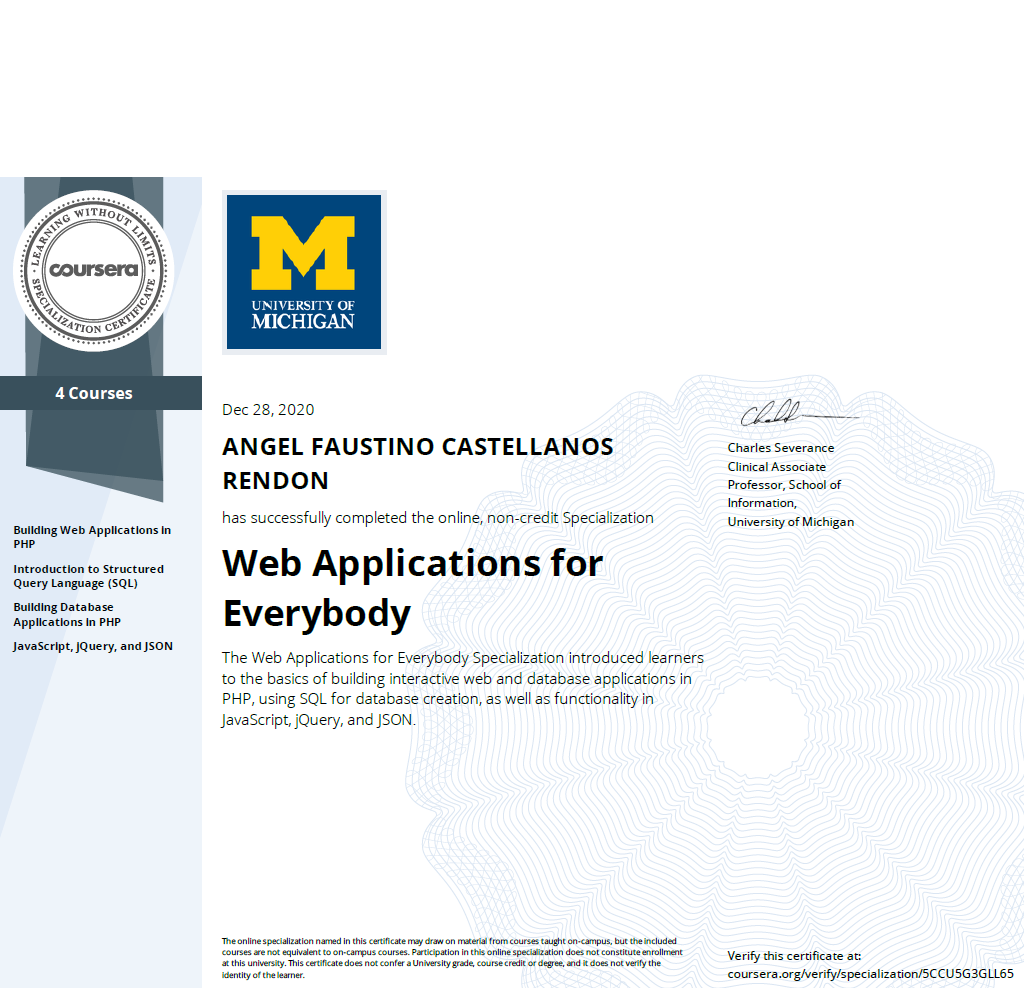 LEARNING WITHOUT LIMITS
coursera
SPECIALIZATION CERTIFICATE
4 Courses
Building Web Applications in
PHP
Introduction to Structured
Query Language (SQL)
Building Database
Applications in PHP
JavaScript, jQuery, and JSON
M
UNIVERSITY OF
MICHIGAN
Dec 28, 2020
ANGEL FAUSTINO CASTELLANOS
RENDON
has successfully completed the online, non-credit Specialization
Web Applications for
Everybody
The Web Applications for Everybody Specialization introduced learners
to the basics of building interactive web and database applications in
PHP, using SQL for database creation, as well as functionality in
JavaScript, jQuery, and JSON.
Charles Severance
Clinical Associate
Professor, School of
Information,
University of Michigan
The online specialization named in this certificate may draw on material from courses taught on-campus, but the included
courses are not equivalent to on-campus courses. Participation in this online specialization does not constitute enrollment
at this university. This certificate does not confer a University grade, course credit or degree, and it does not verify the
identity of the learner.
Verify this certificate at:
coursera.org/verify/specialization/5CCU5G3GLL65